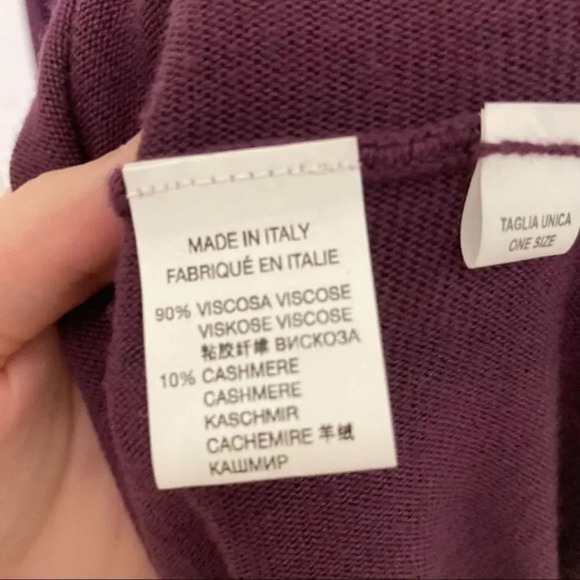 MADE IN ITALY
FABRIQUÉ EN ITALIE
90% VISCOSA VISCOSE
VISKOSE VISCOSE
粘胶纤维 ВИСКОЗА
10% CASHMERE
CASHMERE
KASCHMIR
CACHEMIRE 羊绒
КАШМИР
TAGLIA UNICA
ONE SIZE